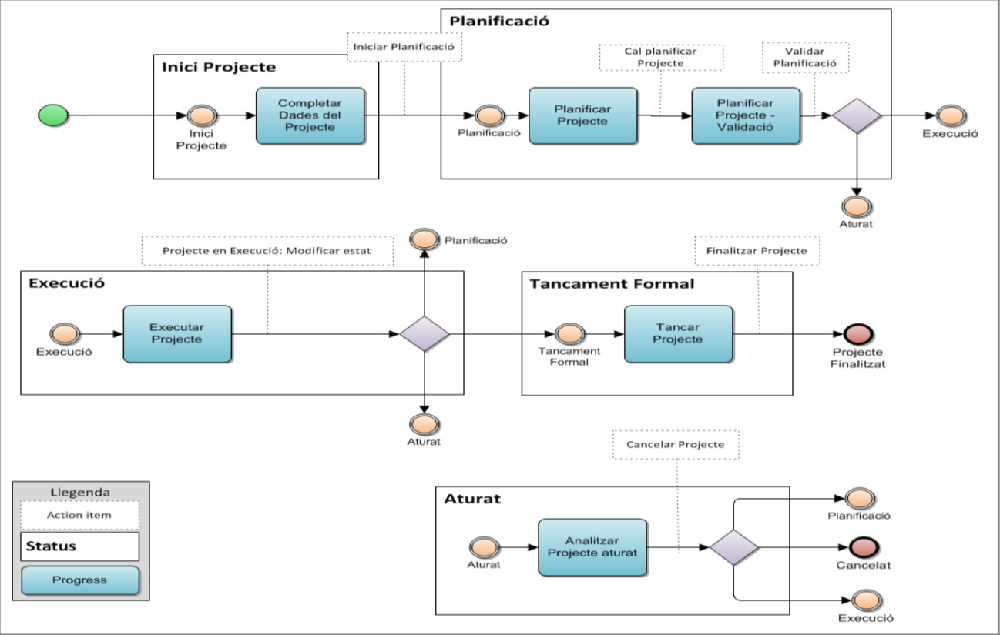 Planificació
Iniciar Planificació
Cal planificar
Projecte
Validar
Planificació
Inici Projecte
Completar
Dades del
Projecte
Planificar
Projecte
Planificar
Projecte -
Validació
Inici
Projecte
Planificació
Execució
Aturat
Projecte en Execució: Modificar estat
Planificació
Finalitzar Projecte
Execució
Tancament Formal
Executar
Projecte
Tancar
Projecte
Execució
Tancament
Formal
Projecte
Finalitzat
Aturat
Cancelar Projecte
Llegenda
Action item
Status
Progress
Aturat
Analitzar
Projecte aturat
Aturat
Planificació
Cancelat
Execució